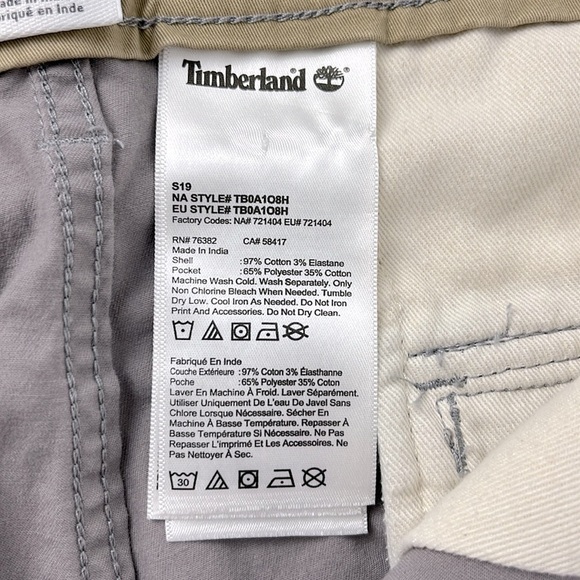 Made in
Fabriqué en Inde
Timberland
S19
NA STYLE# TB0A1O8H
EU STYLE# TB0A1O8H
Factory Codes: NA# 721404 EU# 721404
RN# 76382 CA# 58417
Made In India
Shell :97% Cotton 3% Elastane
Pocket :65% Polyester 35% Cotton
Machine Wash Cold. Wash Separately. Only
Non Chlorine Bleach When Needed. Tumble
Dry Low. Cool Iron As Needed. Do Not Iron
Print And Accessories. Do Not Dry Clean.
Fabriqué En Inde
Couche Extérieure :97% Coton 3% Élasthanne
Poche :65% Polyester 35% Coton
Laver En Machine À Froid. Laver Séparément.
Utiliser Uniquement De L'eau De Javel Sans
Chlore Lorsque Nécessaire. Sécher En
Machine À Basse Température. Repasser À
Basse Température Si Nécessaire. Ne Pas
Repasser L'imprimé Et Les Accessoires. Ne
Pas Nettoyer À Sec.
30